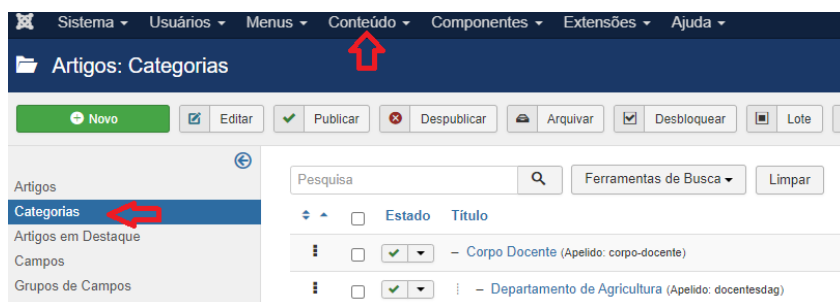 Sistema Usuários Menus Conteúdo Componentes Extensões Ajuda
Artigos: Categorias
Novo Editar Publicar Despublicar Arquivar Desbloquear Lote
Artigos
Categorias
Artigos em Destaque
Campos
Grupos de Campos
Pesquisa Ferramentas de Busca Limpar
Estado Título
– Corpo Docente (Apelido: corpo-docente)
– Departamento de Agricultura (Apelido: docentesdag)